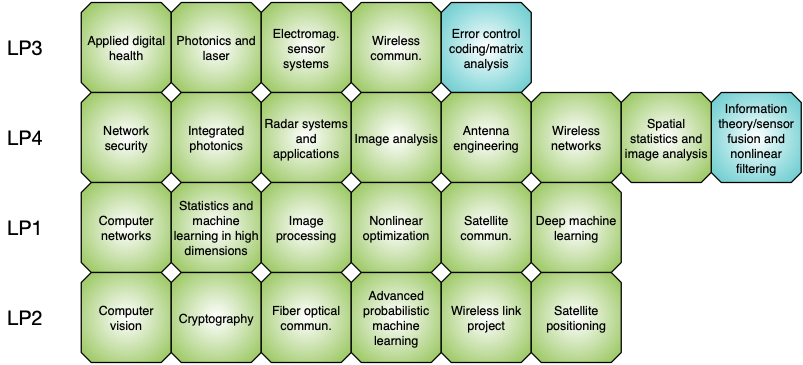 LP3
Applied digital
health
Photonics and
laser
Electromag.
sensor
systems
Wireless
commun.
Error control
coding/matrix
analysis
LP4
Network
security
Integrated
photonics
Radar systems
and
applications
Image analysis
Antenna
engineering
Wireless
networks
Spatial
statistics and
image analysis
Information
theory/sensor
fusion and
nonlinear
filtering
LP1
Computer
networks
Statistics and
machine
learning in high
dimensions
Image
processing
Nonlinear
optimization
Satellite
commun.
Deep machine
learning
LP2
Computer
vision
Cryptography
Fiber optical
commun.
Advanced
probabilistic
machine
learning
Wireless link
project
Satellite
positioning